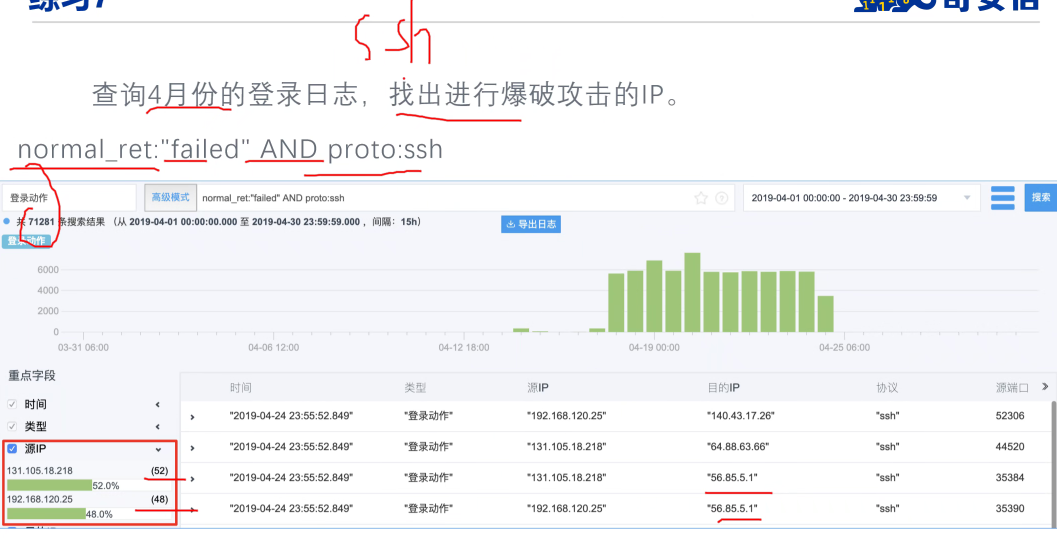 练习7
奇安信
ssh
查询4月份的登录日志，找出进行爆破攻击的IP。
normal_ret:"failed" AND proto:ssh
登录动作 高级模式 normal_ret:"failed" AND proto:ssh 2019-04-01 00:00:00 - 2019-04-30 23:59:59 搜索
共 71281 条搜索结果（从 2019-04-01 00:00:00.000 至 2019-04-30 23:59:59.000 ，间隔：15h） 导出日志
登录动作
6000
4000
2000
0
03-31 06:00 04-06 12:00 04-12 18:00 04-19 00:00 04-25 06:00
重点字段
时间
类型
源IP
131.105.18.218 (52)
52.0%
192.168.120.25 (48)
48.0%
时间 类型 源IP 目的IP 协议 源端口
"2019-04-24 23:55:52.849" "登录动作" "192.168.120.25" "140.43.17.26" "ssh" 52306
"2019-04-24 23:55:52.849" "登录动作" "131.105.18.218" "64.88.63.66" "ssh" 44520
"2019-04-24 23:55:52.849" "登录动作" "131.105.18.218" "56.85.5.1" "ssh" 35384
"2019-04-24 23:55:52.849" "登录动作" "192.168.120.25" "56.85.5.1" "ssh" 35390